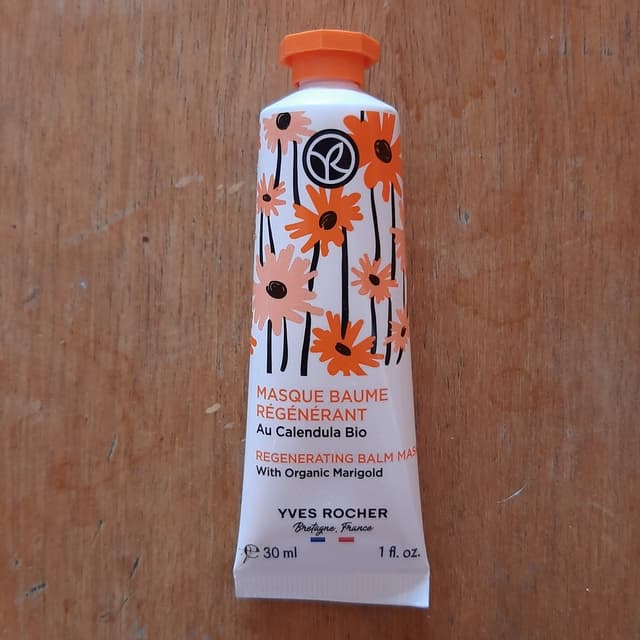 MASQUE BAUME
RÉGÉNÉRANT
Au Calendula Bio
REGENERATING BALM MAS
With Organic Marigold
YVES ROCHER
Bretagne, France
℮ 30 ml 1 fl. oz.